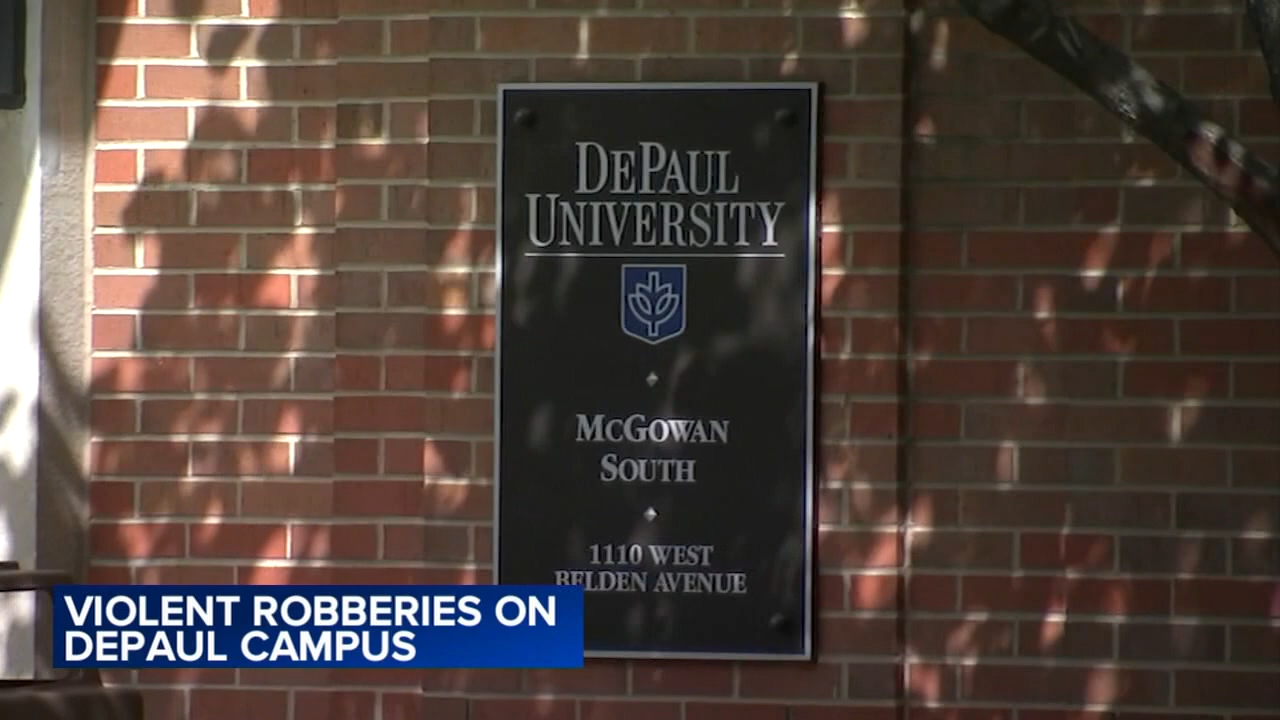 DEPAUL
UNIVERSITY
MCGOWAN
SOUTH
1110 WEST
BELDEN AVENUE
VIOLENT ROBBERIES ON
DEPAUL CAMPUS